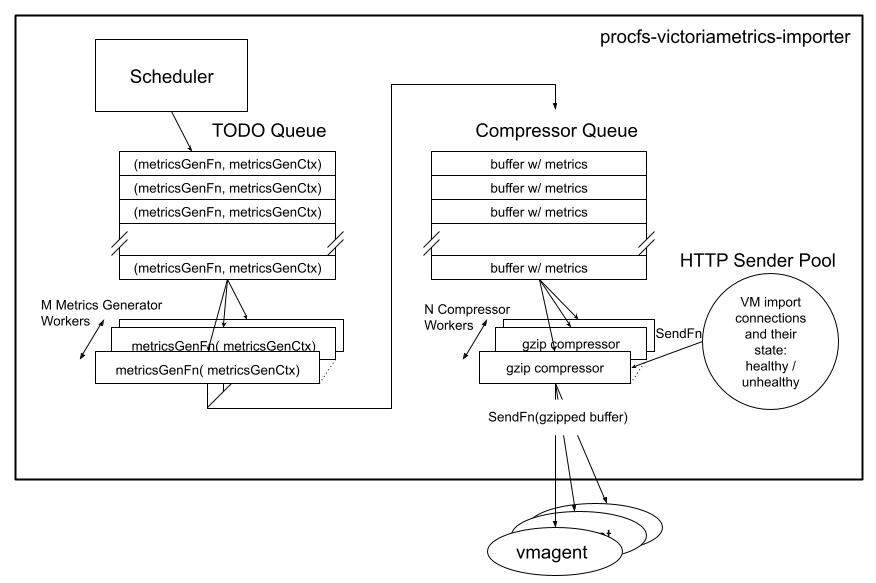 procfs-victoriametrics-importer
Scheduler
TODO Queue
(metricsGenFn, metricsGenCtx)
(metricsGenFn, metricsGenCtx)
(metricsGenFn, metricsGenCtx)
(metricsGenFn, metricsGenCtx)
M Metrics Generator
Workers
metricsGenFn( metricsGenCtx)
metricsGenFn( metricsGenCtx)
Compressor Queue
buffer w/ metrics
buffer w/ metrics
buffer w/ metrics
buffer w/ metrics
N Compressor
Workers
gzip compressor
gzip compressor
SendFn
HTTP Sender Pool
VM import
connections
and their
state:
healthy /
unhealthy
SendFn(gzipped buffer)
vmagent